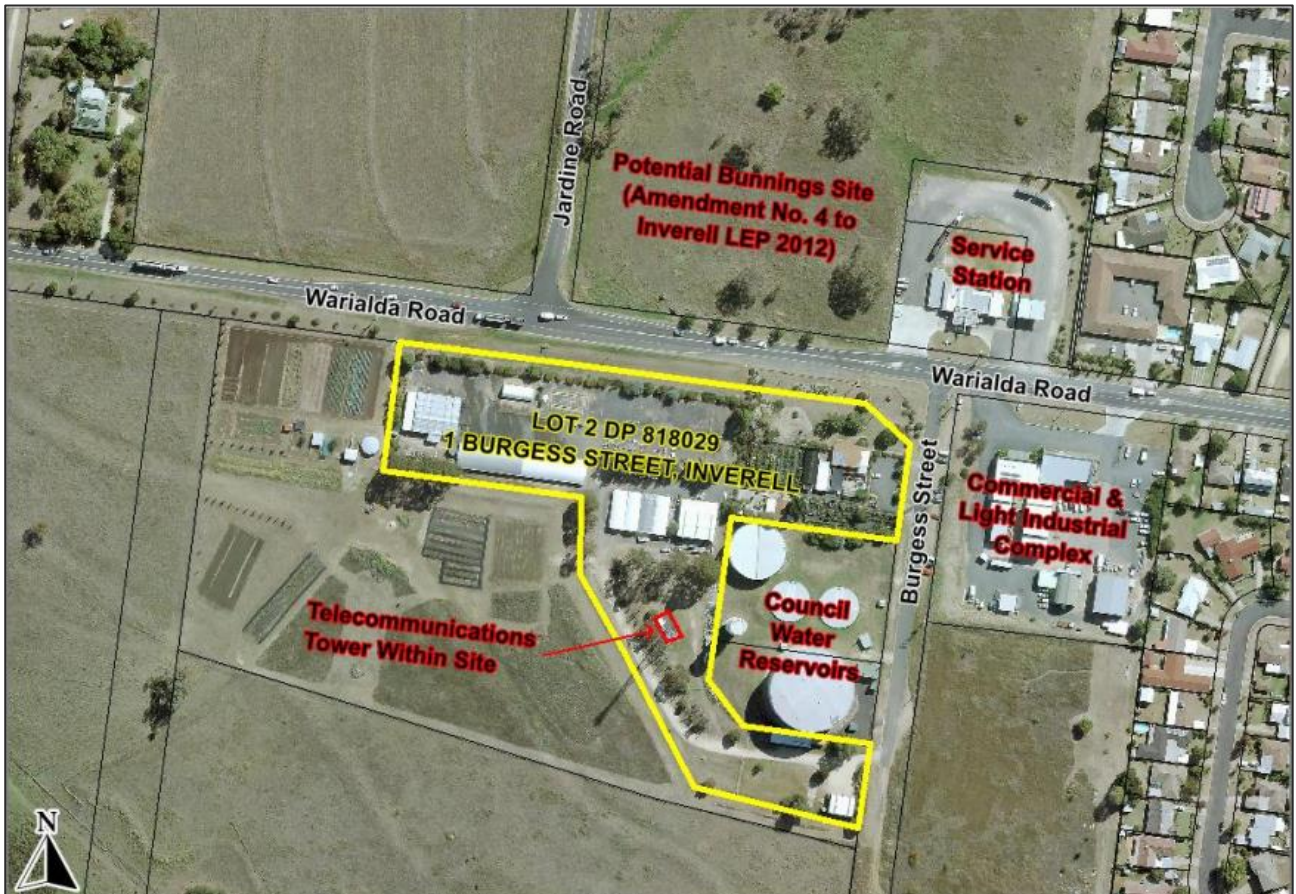 Jardine Road
Potential Bunnings Site
(Amendment No. 4 to
Inverell LEP 2012)
Service
Station
Warialda Road
Warialda Road
LOT 2 DP 818029
1 BURGESS STREET, INVERELL
Burgess Street
Commercial &
Light Industrial
Complex
Telecommunications
Tower Within Site
Council
Water
Reservoirs
N